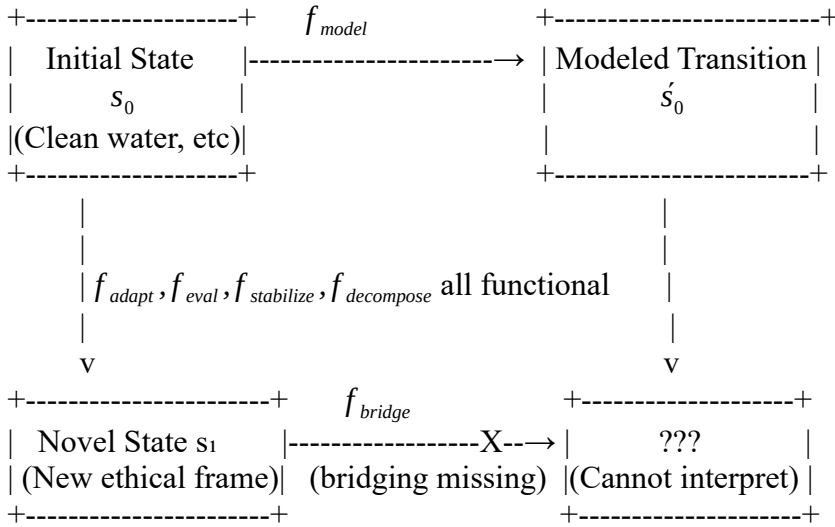 f_model
+---------------------+ +-------------------------+
| Initial State |-----------------------→ | Modeled Transition |
| s_0 | | s´_0 |
|(Clean water, etc)| | |
+---------------------+ +------------------------+
| |
| |
| f_adapt , f_eval , f_stabilize , f_decompose all functional |
| |
v v
+------------------------+ f_bridge +---------------------+
| Novel State s₁ |------------------X--→ | ??? |
| (New ethical frame)| (bridging missing) |(Cannot interpret) |
+------------------------+ +---------------------+